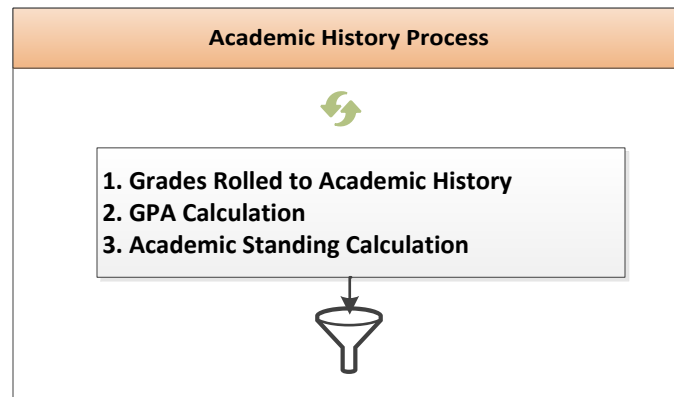 Academic History Process
1. Grades Rolled to Academic History
2. GPA Calculation
3. Academic Standing Calculation